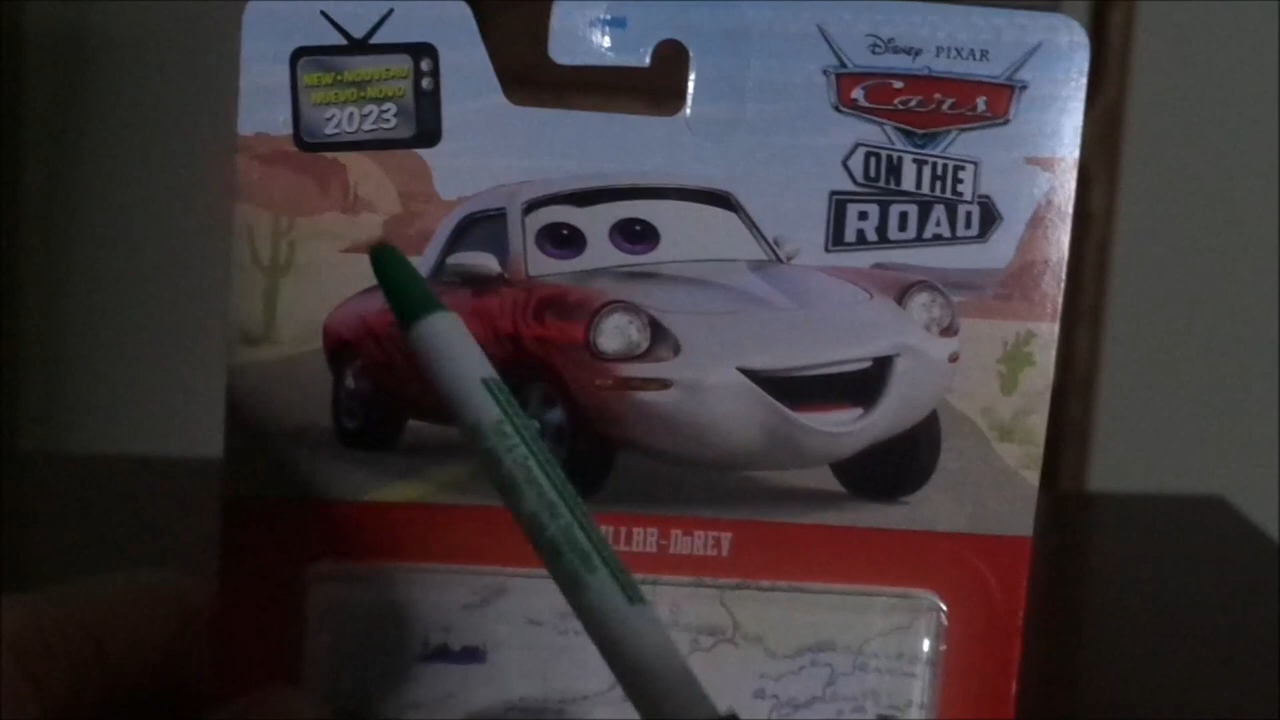 NEW • NOUVEAU
NUEVO • NOVO
2023
Disney • PIXAR
Cars
ON THE
ROAD